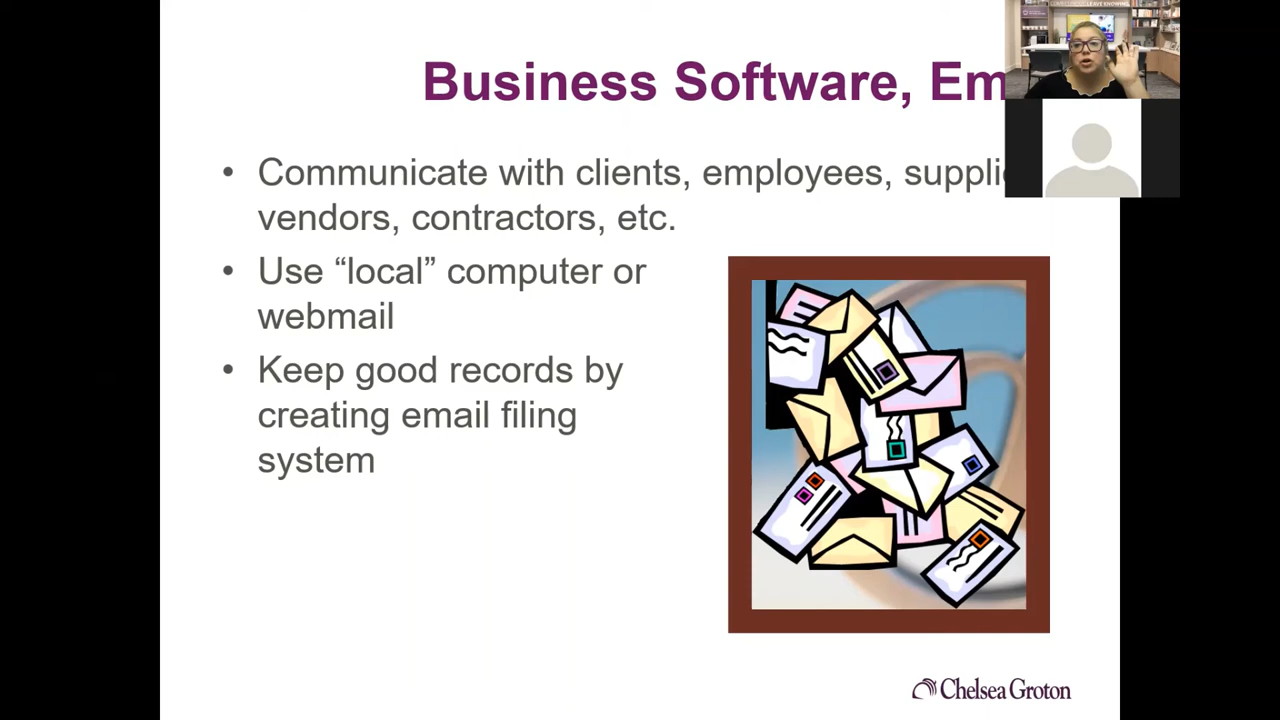 Business Software, Em
Communicate with clients, employees, suppli
vendors, contractors, etc.
Use “local” computer or
webmail
Keep good records by
creating email filing
system
Chelsea Groton